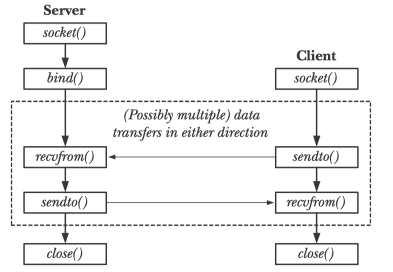 Server
socket()
Client
bind()
socket()
(Possibly multiple) data
transfers in either direction
recvfrom()
sendto()
sendto()
recvfrom()
close()
close()